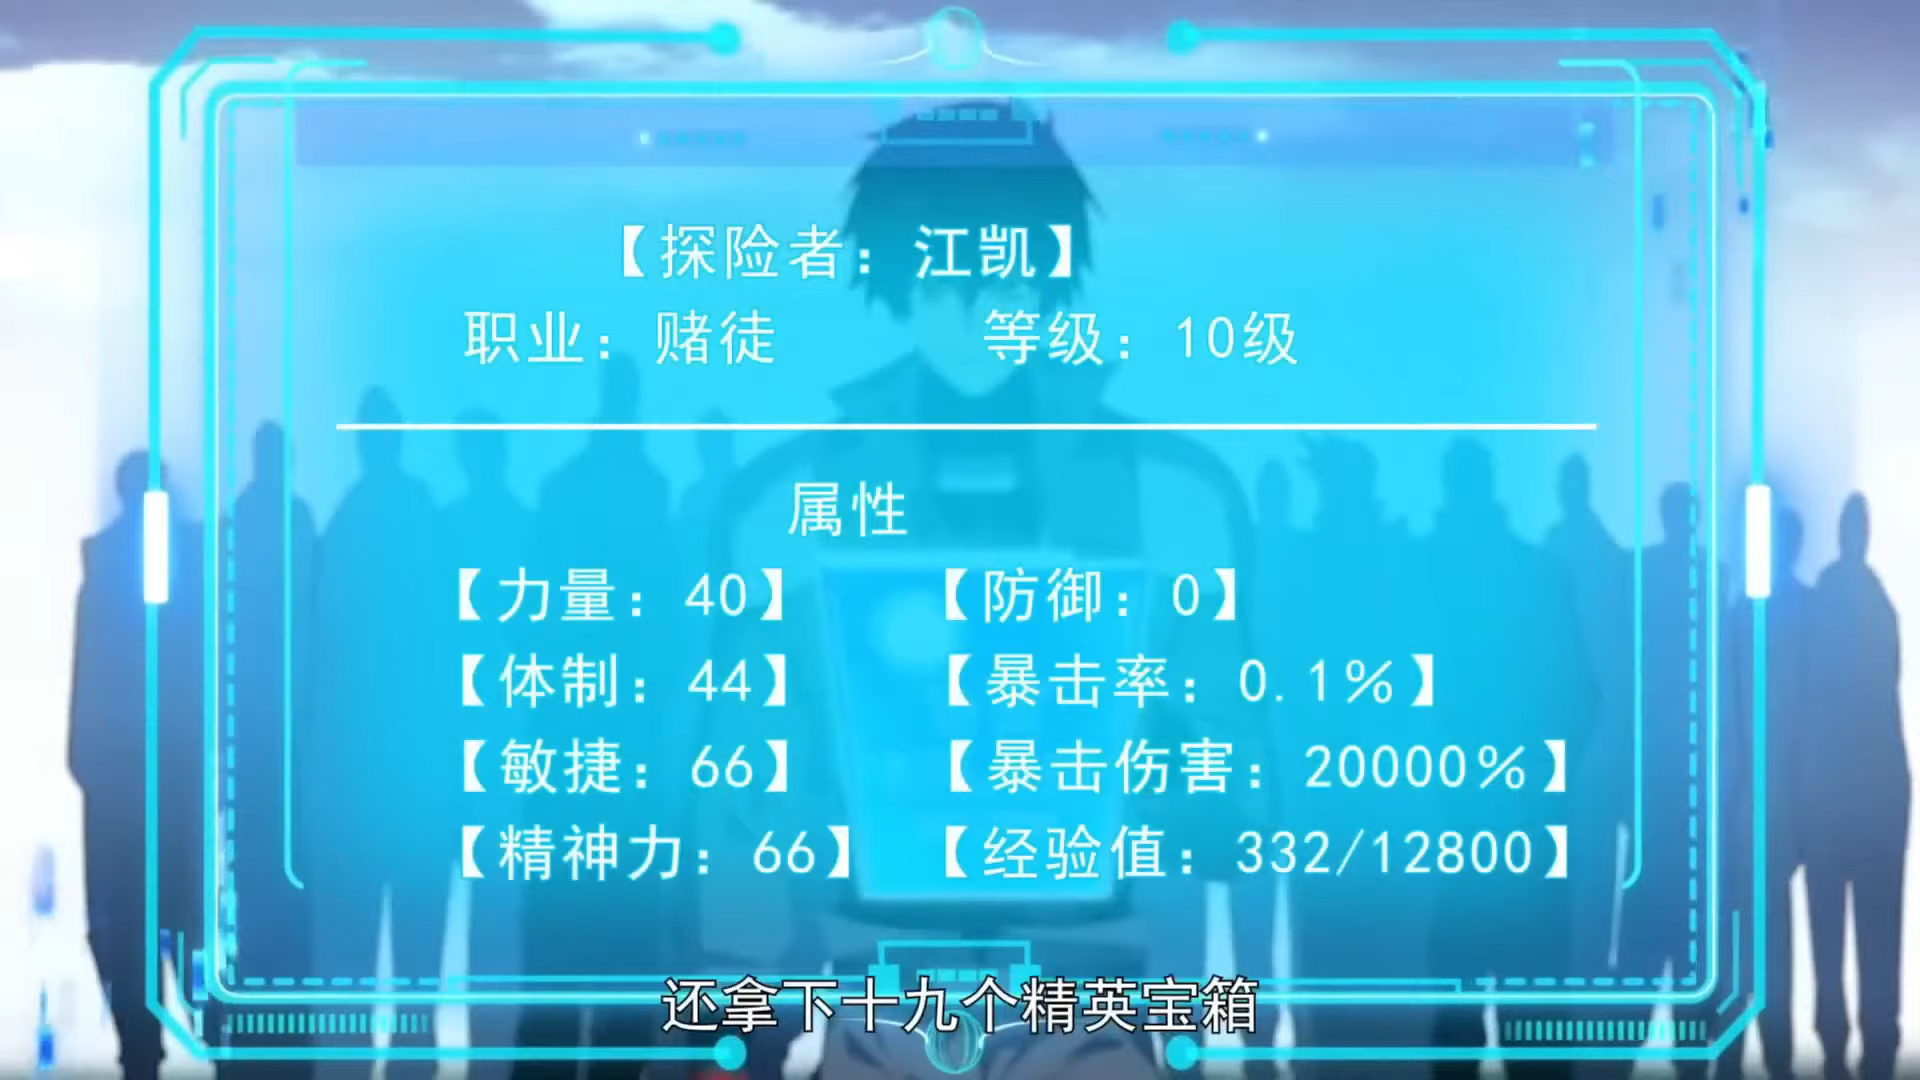 【探险者：江凯】
职业：赌徒 等级：10级
属性
【力量：40】 【防御：0】
【体制：44】 【暴击率：0.1%】
【敏捷：66】 【暴击伤害：20000%】
【精神力：66】 【经验值：332/12800】
还拿下十九个精英宝箱